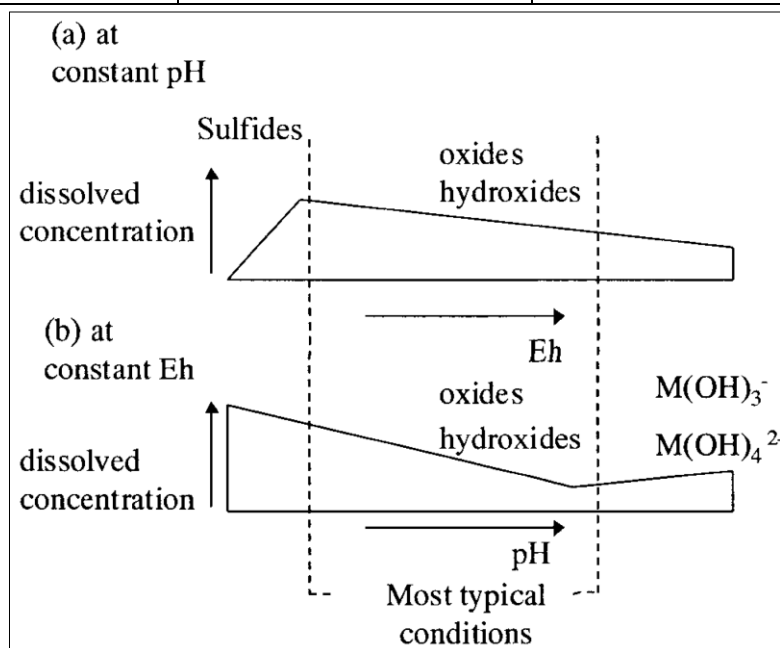 (a) at
constant pH
Sulfides
oxides
hydroxides
dissolved
concentration
Eh
(b) at
constant Eh
oxides
hydroxides
M(OH)₃⁻
M(OH)₄²⁻
dissolved
concentration
pH
Most typical
conditions